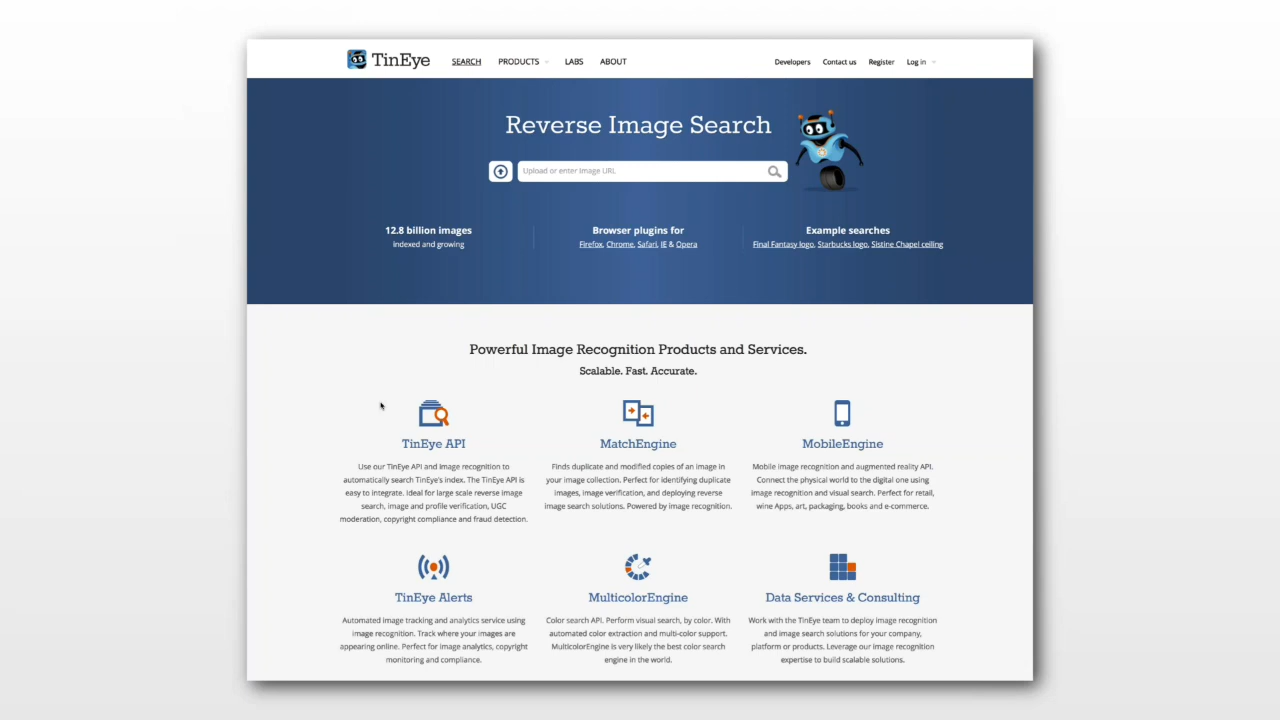 TinEye
SEARCH PRODUCTS LABS ABOUT
Developers Contact us Register Log in
Reverse Image Search
Upload or enter Image URL
12.8 billion images
Indexed and growing
Browser plugins for
Firefox, Chrome, Safari, IE & Opera
Example searches
Final Fantasy logo, Starbucks logo, Sistine Chapel ceiling
Powerful Image Recognition Products and Services.
Scalable. Fast. Accurate.
TinEye API
Use our TinEye API and image recognition to
automatically search TinEye's index. The TinEye API is
easy to integrate. Ideal for large scale reverse image
search, image and profile verification, UGC
moderation, copyright compliance and fraud detection.
MatchEngine
Finds duplicate and modified copies of an image in
your image collection. Perfect for identifying duplicate
images, image verification, and deploying reverse
image search solutions. Powered by image recognition.
MobileEngine
Mobile image recognition and augmented reality API.
Connect the physical world to the digital one using
image recognition and visual search. Perfect for retail,
wine Apps, art, packaging, books and e-commerce.
TinEye Alerts
Automated image tracking and analytics service using
image recognition. Track where your images are
appearing online. Perfect for image analytics, copyright
monitoring and compliance.
MulticolorEngine
Color search API. Perform visual search, by color. With
automated color extraction and multi-color support.
MulticolorEngine is very likely the best color search
engine in the world.
Data Services & Consulting
Work with the TinEye team to deploy image recognition
and image search solutions for your company,
platform or products. Leverage our image recognition
expertise to build scalable solutions.